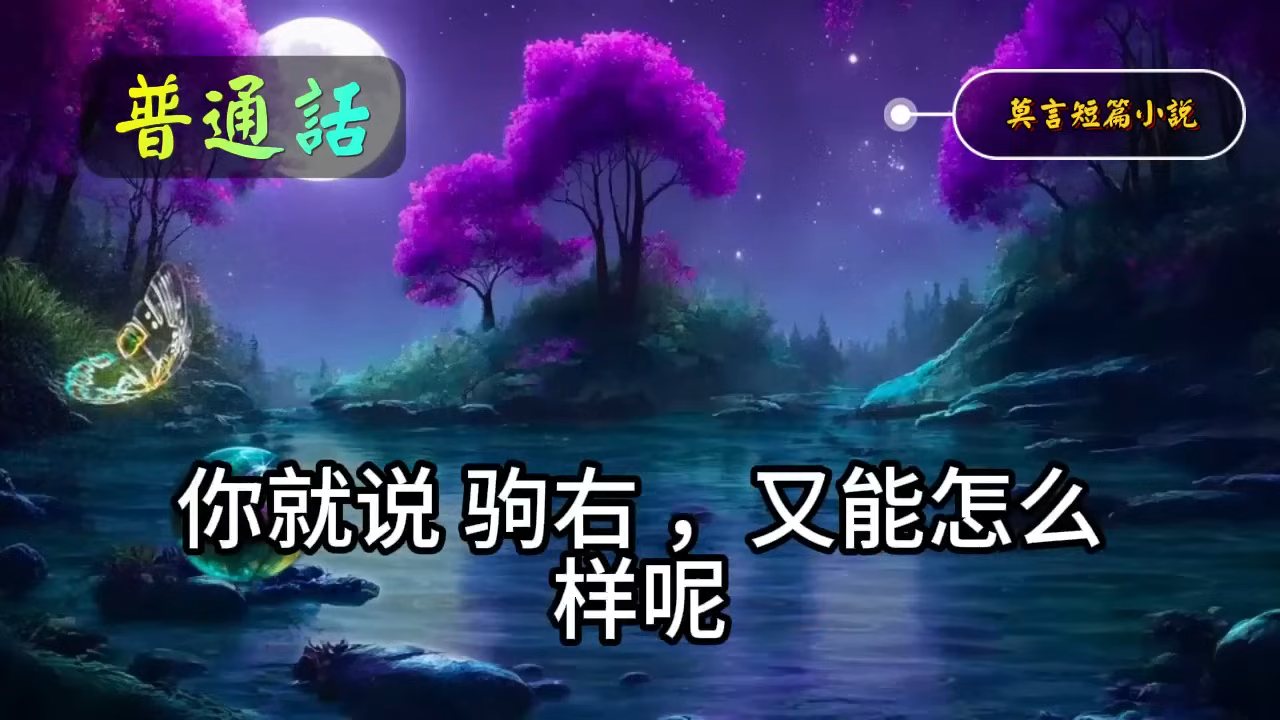 普通話
莫言短篇小説
你就说 驹右 ，又能怎么
样呢